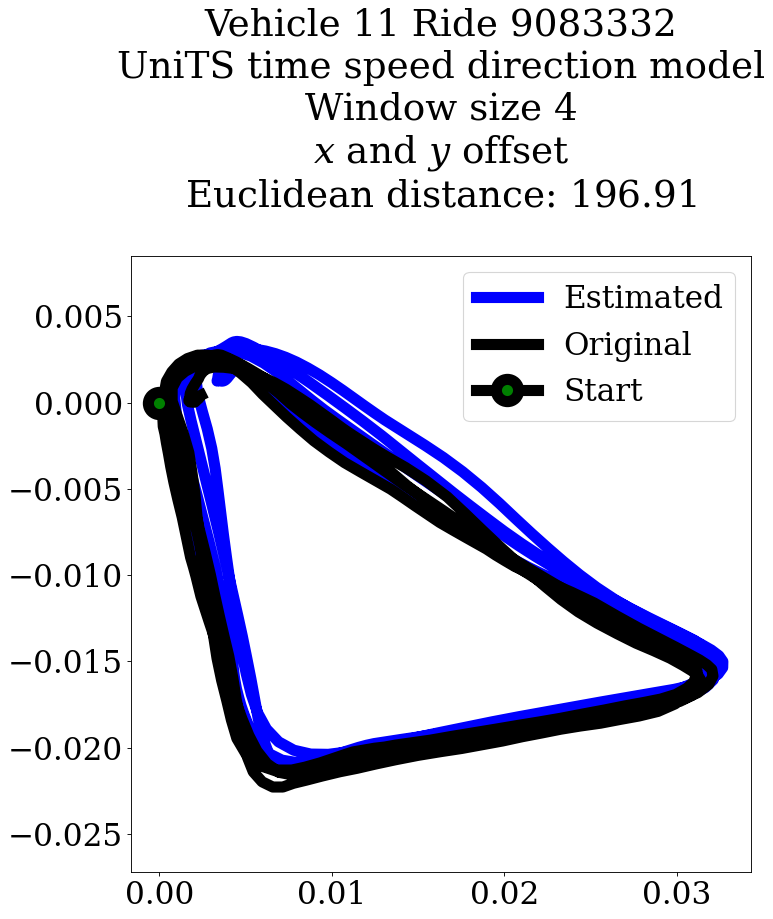 Vehicle 11 Ride 9083332
UniTS time speed direction model
Window size 4
x and y offset
Euclidean distance: 196.91
Estimated
Original
Start
0.005
0.000
−0.005
−0.010
−0.015
−0.020
−0.025
0.00 0.01 0.02 0.03